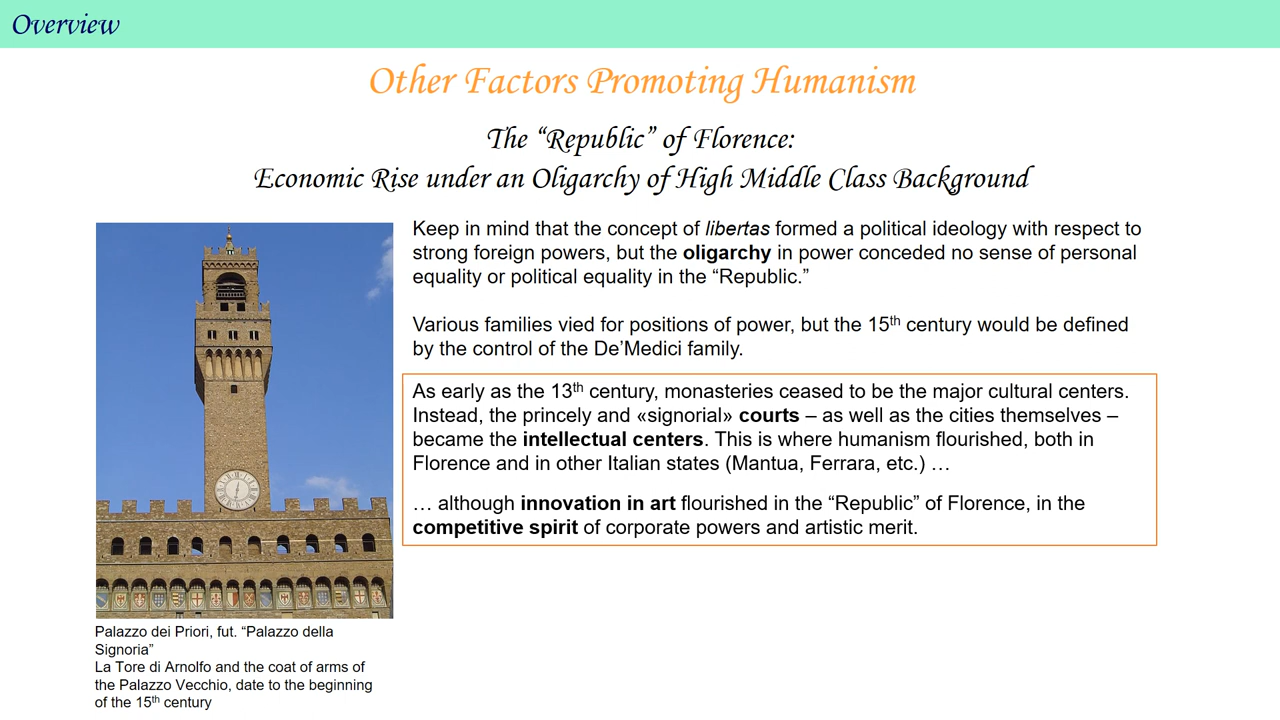 Overview
Other Factors Promoting Humanism
The “Republic” of Florence:
Economic Rise under an Oligarchy of High Middle Class Background
Keep in mind that the concept of libertas formed a political ideology with respect to
strong foreign powers, but the oligarchy in power conceded no sense of personal
equality or political equality in the “Republic.”
Various families vied for positions of power, but the 15th century would be defined
by the control of the De’Medici family.
As early as the 13th century, monasteries ceased to be the major cultural centers.
Instead, the princely and «signorial» courts – as well as the cities themselves –
became the intellectual centers. This is where humanism flourished, both in
Florence and in other Italian states (Mantua, Ferrara, etc.) …
… although innovation in art flourished in the “Republic” of Florence, in the
competitive spirit of corporate powers and artistic merit.
Palazzo dei Priori, fut. “Palazzo della
Signoria”
La Tore di Arnolfo and the coat of arms of
the Palazzo Vecchio, date to the beginning
of the 15th century